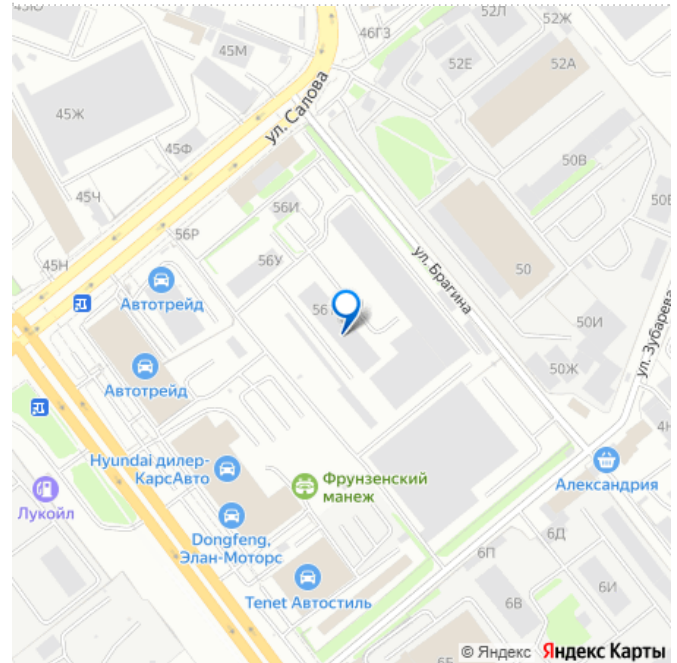 52Л
52Ж
46Г3
45М
52Е
52А
45Ж
ул. Салова
45Ф
50В
45Ч
56И
56Р
45Н
56У
50
ул. Брагина
Автотрейд
56
50И
ул. Зубарева
50Ж
Автотрейд
Hyundai дилер-
КарсАвто
Фрунзенский
манеж
Александрия
Лукойл
Dongfeng,
Элан-Моторс
6П
6Д
Tenet Автостиль
6В
6И
© Яндекс Яндекс Карты